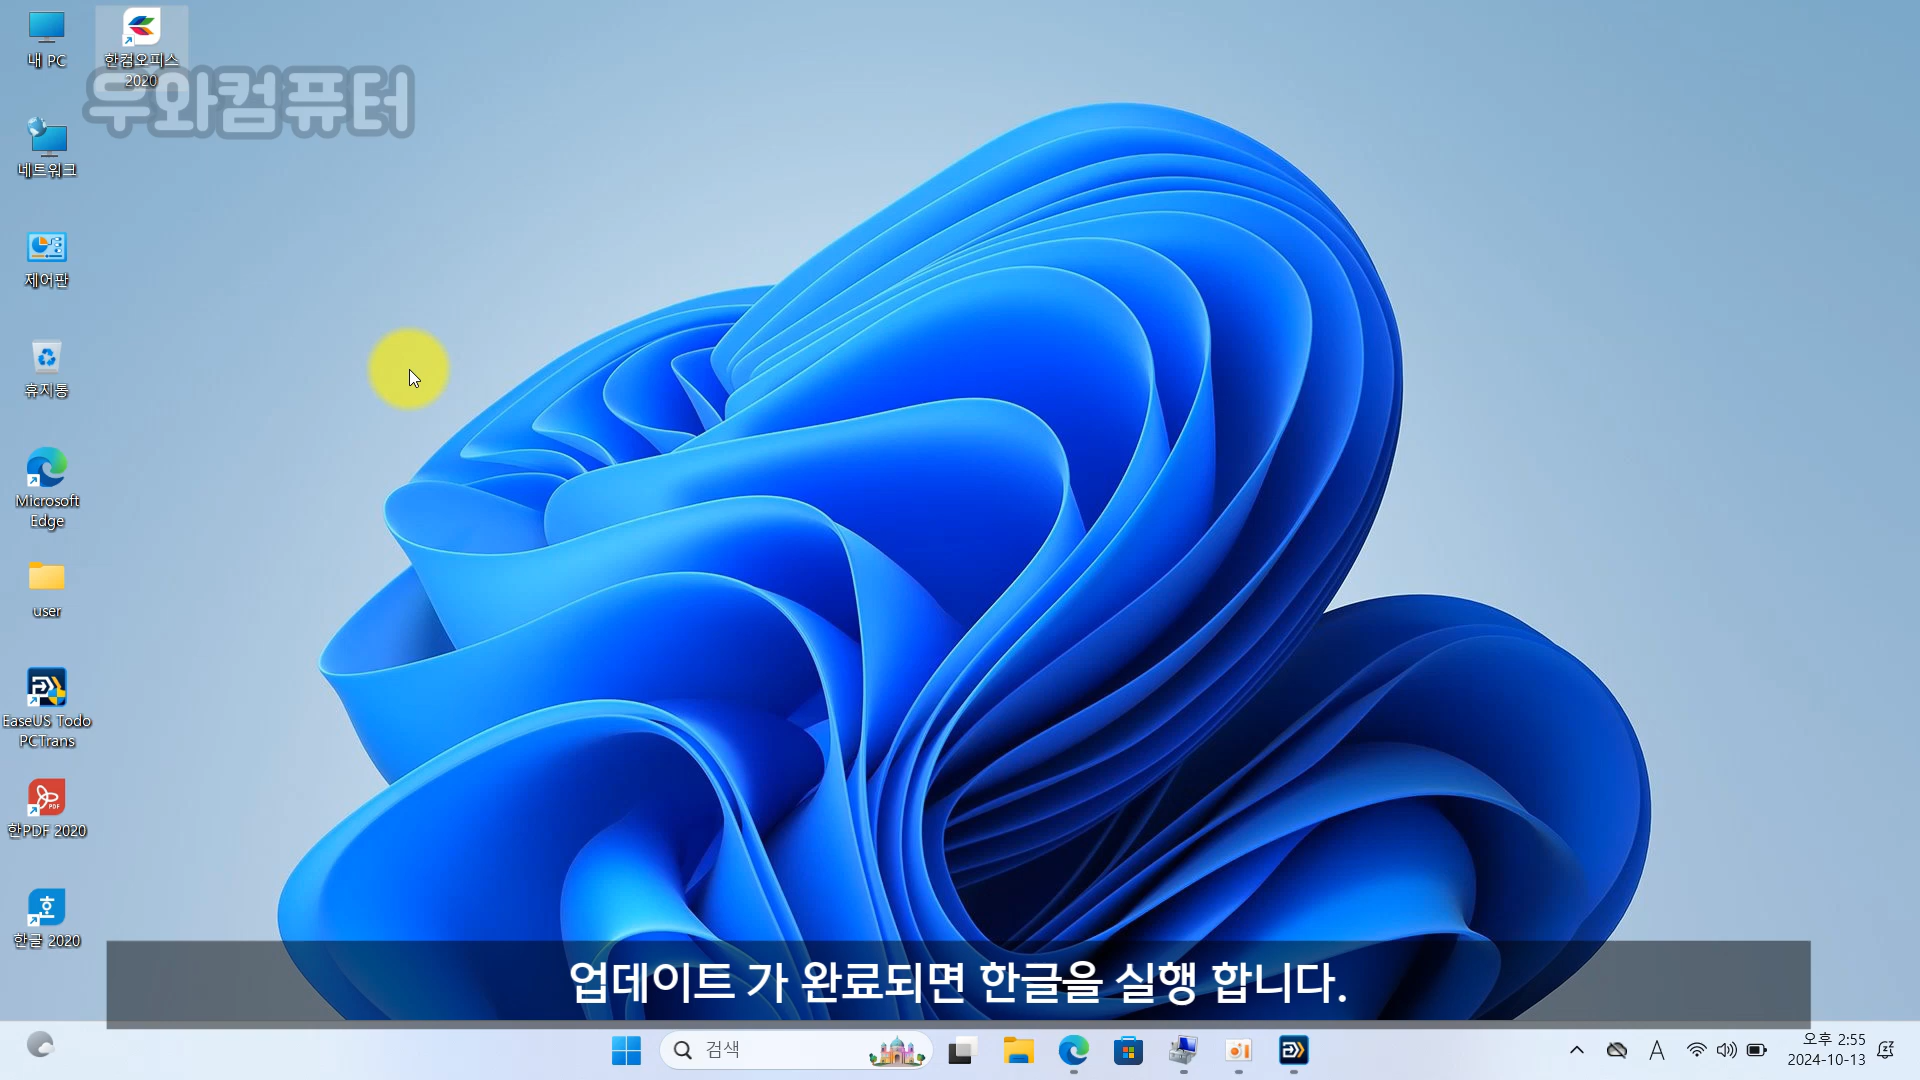 내 PC
한컴오피스
2020
두와컴퓨터
네트워크
제어판
휴지통
Microsoft
Edge
user
EaseUS Todo
PCTrans
PDF
한PDF 2020
호
한글 2020
업데이트 가 완료되면 한글을 실행 합니다.
검색
A
오후 2:55
2024-10-13